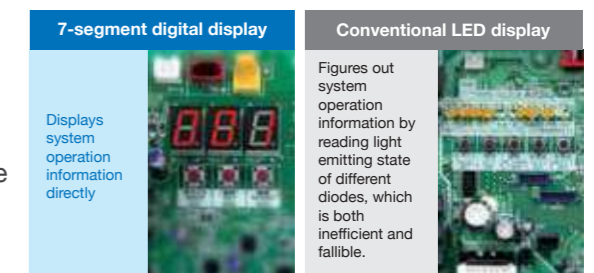 7-segment digital display
Displays
system
operation
information
directly
Conventional LED display
Figures out
system
operation
information by
reading light
emitting state
of different
diodes, which
is both
inefficient and
fallible.
e